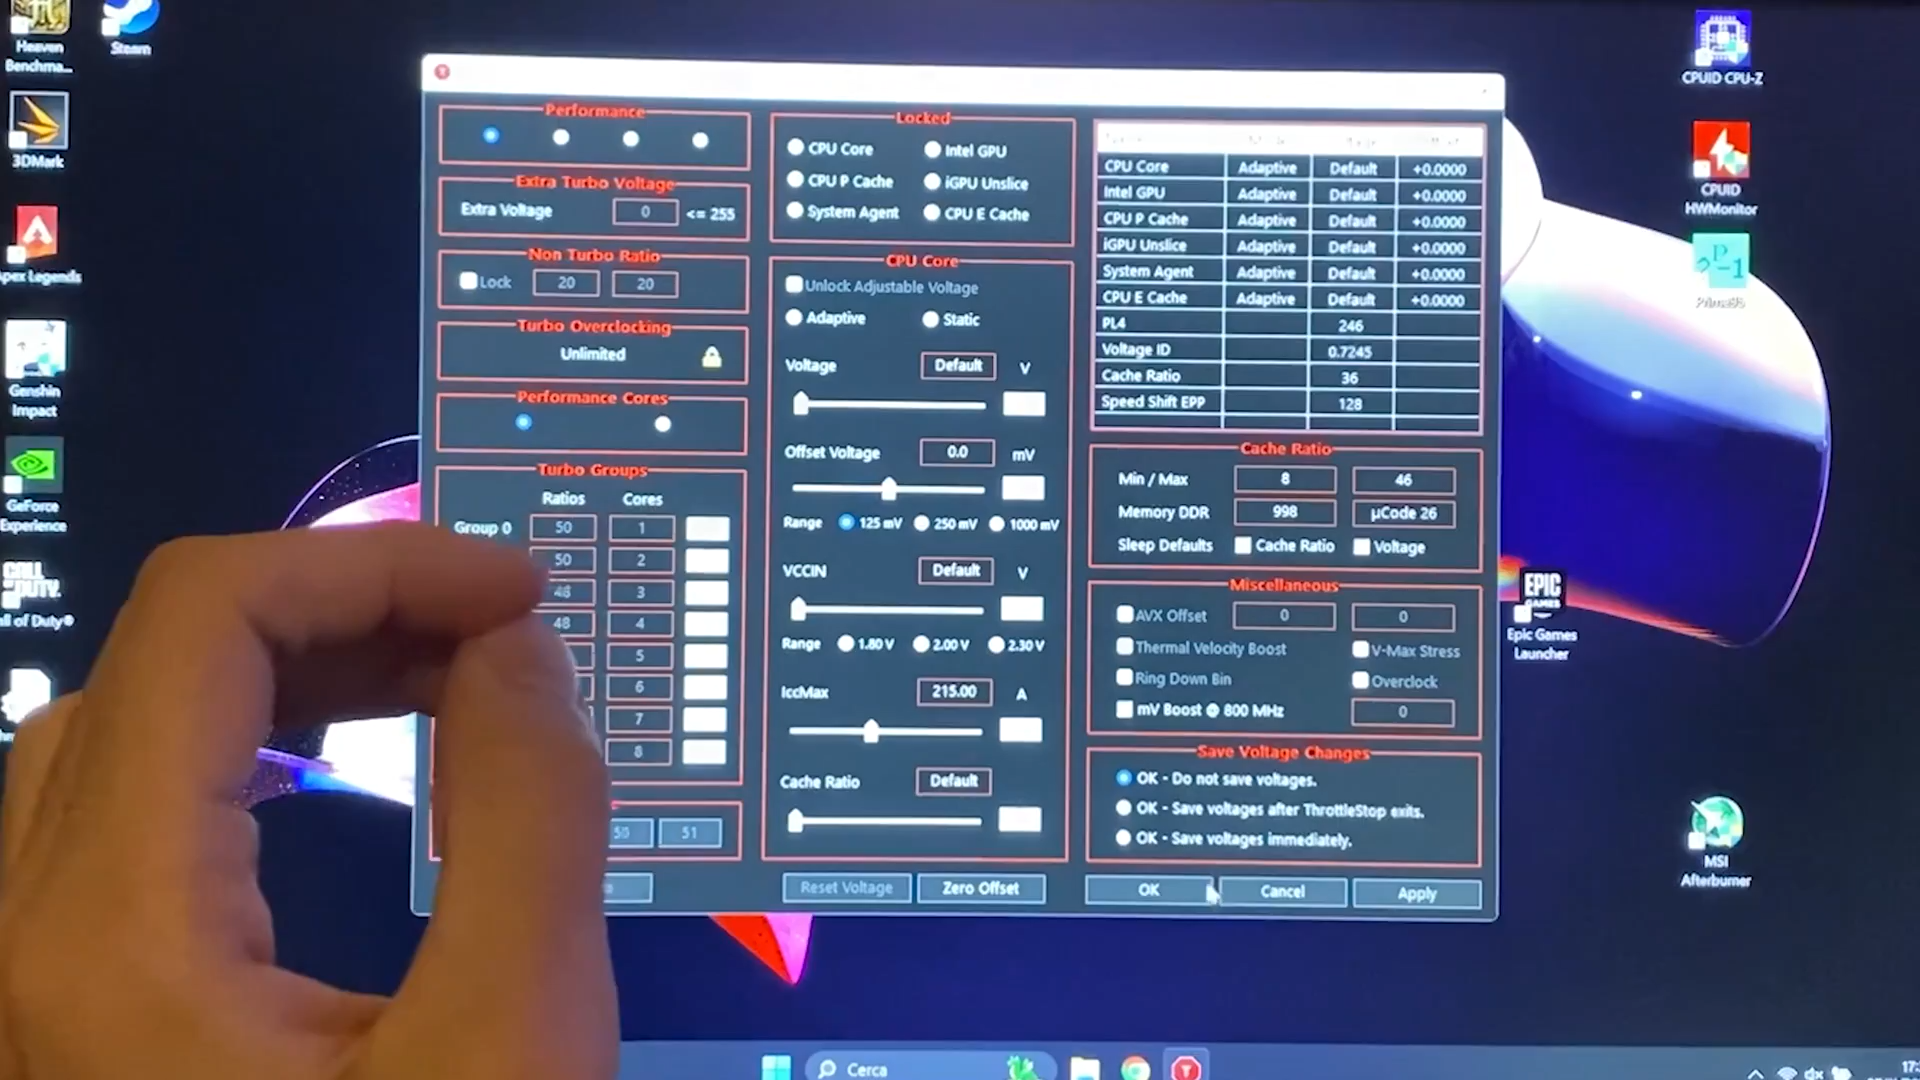 Heaven
Benchma...
Steam
3DMark
Apex Legends
Genshin
Impact
GeForce
Experience
CALL OF
DUTY
ll of Duty®
Performance
Extra Turbo Voltage
Extra Voltage 0 <= 255
Non Turbo Ratio
Lock 20 20
Turbo Overclocking
Unlimited
Performance Cores
Turbo Groups
Ratios Cores
Group 0 50 1
50 2
48 3
48 4
5
6
7
8
50 51
Locked
CPU Core Intel GPU
CPU P Cache iGPU Unslice
System Agent CPU E Cache
CPU Core
Unlock Adjustable Voltage
Adaptive Static
Voltage Default V
Offset Voltage 0.0 mV
Range 125 mV 250 mV 1000 mV
VCCIN Default V
Range 1.80 V 2.00 V 2.30 V
IccMax 215.00 A
Cache Ratio Default
Reset Voltage Zero Offset
CPU Core Adaptive Default +0.0000
Intel GPU Adaptive Default +0.0000
CPU P Cache Adaptive Default +0.0000
iGPU Unslice Adaptive Default +0.0000
System Agent Adaptive Default +0.0000
CPU E Cache Adaptive Default +0.0000
PL4 246
Voltage ID 0.7245
Cache Ratio 36
Speed Shift EPP 128
Cache Ratio
Min / Max 8 46
Memory DDR 998 µCode 26
Sleep Defaults Cache Ratio Voltage
Miscellaneous
AVX Offset 0 0
Thermal Velocity Boost V-Max Stress
Ring Down Bin Overclock
mV Boost @ 800 MHz 0
Save Voltage Changes
OK - Do not save voltages.
OK - Save voltages after ThrottleStop exits.
OK - Save voltages immediately.
OK Cancel Apply
CPUID CPU-Z
CPUID
HWMonitor
Prime95
EPIC
GAMES
Epic Games
Launcher
MSI
Afterburner
Cerca